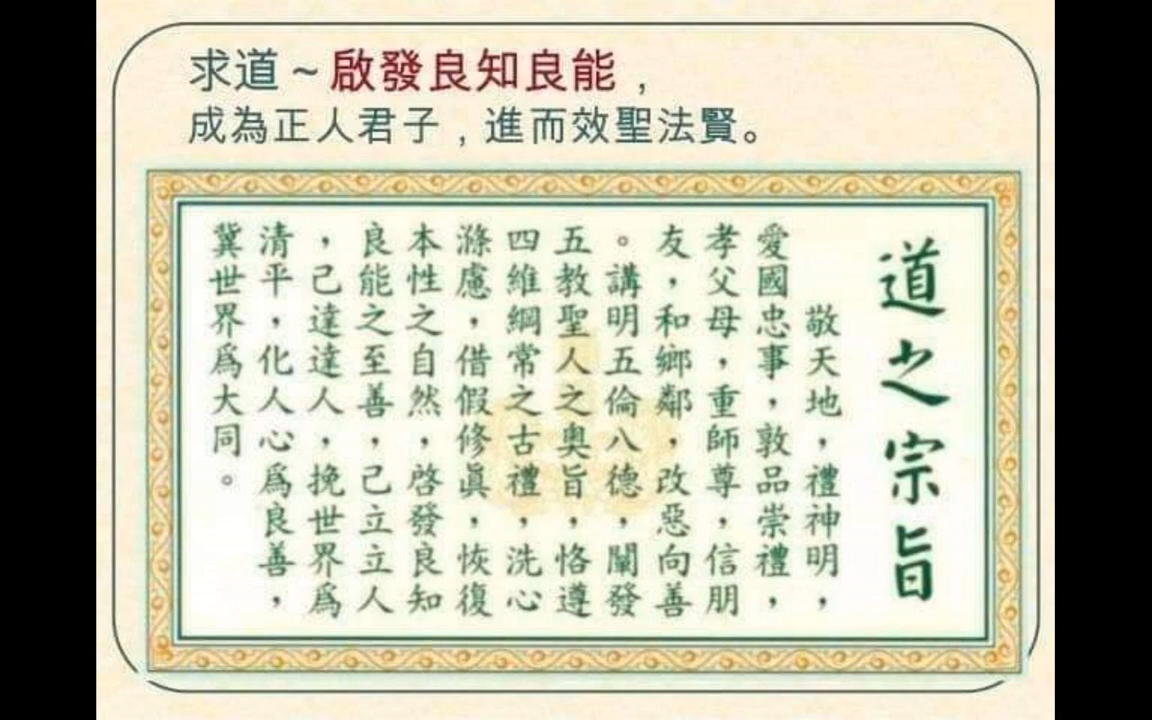 求道~啟發良知良能，
成為正人君子，進而效聖法賢。
道之宗旨
敬天地，禮神明，
愛國忠事，敦品崇禮，
孝父母，重師尊，信朋
友，和鄉鄰，改惡向善
。講明五倫八德，闡發
五教聖人之奧旨，恪遵
四維綱常之古禮，洗心
滌慮，借假修眞，恢復
本性之自然，啓發良知
良能之至善，己立立人
，己達達人，挽世界爲
清平，化人心爲良善，
冀世界爲大同。